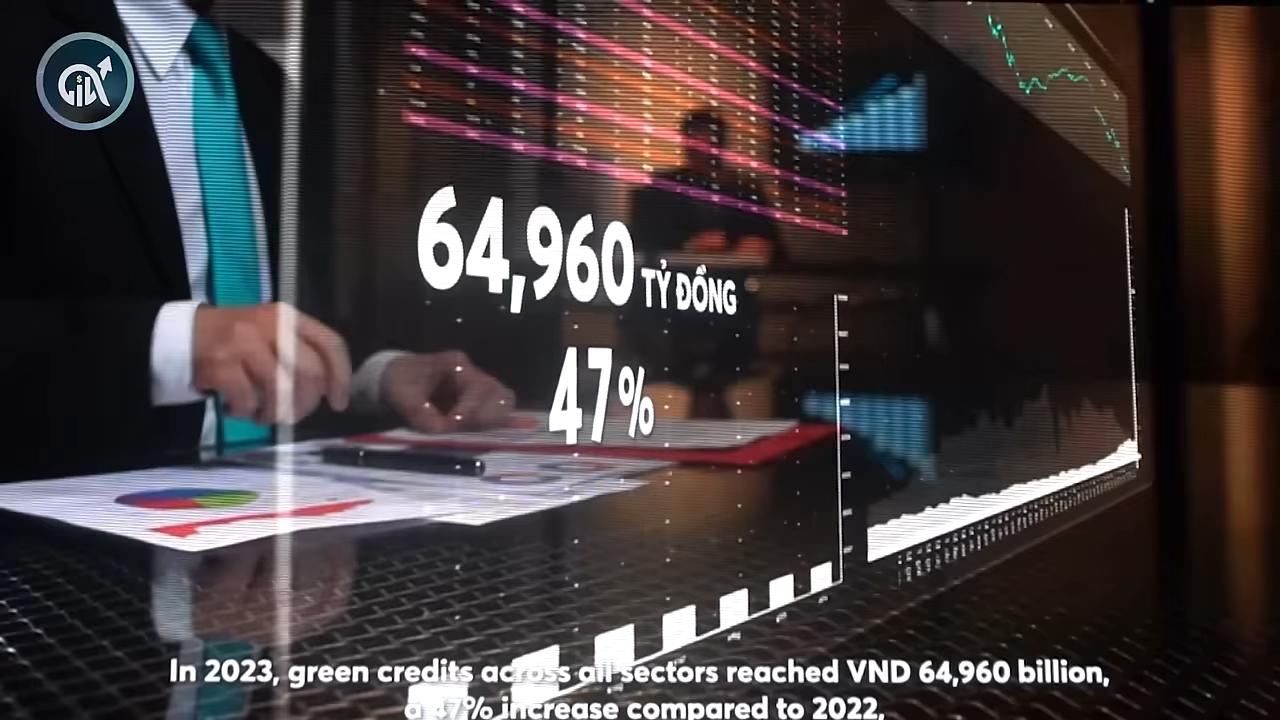 64,960 TỶ ĐỒNG
47%
In 2023, green credits across all sectors reached VND 64,960 billion,
a 47% increase compared to 2022,